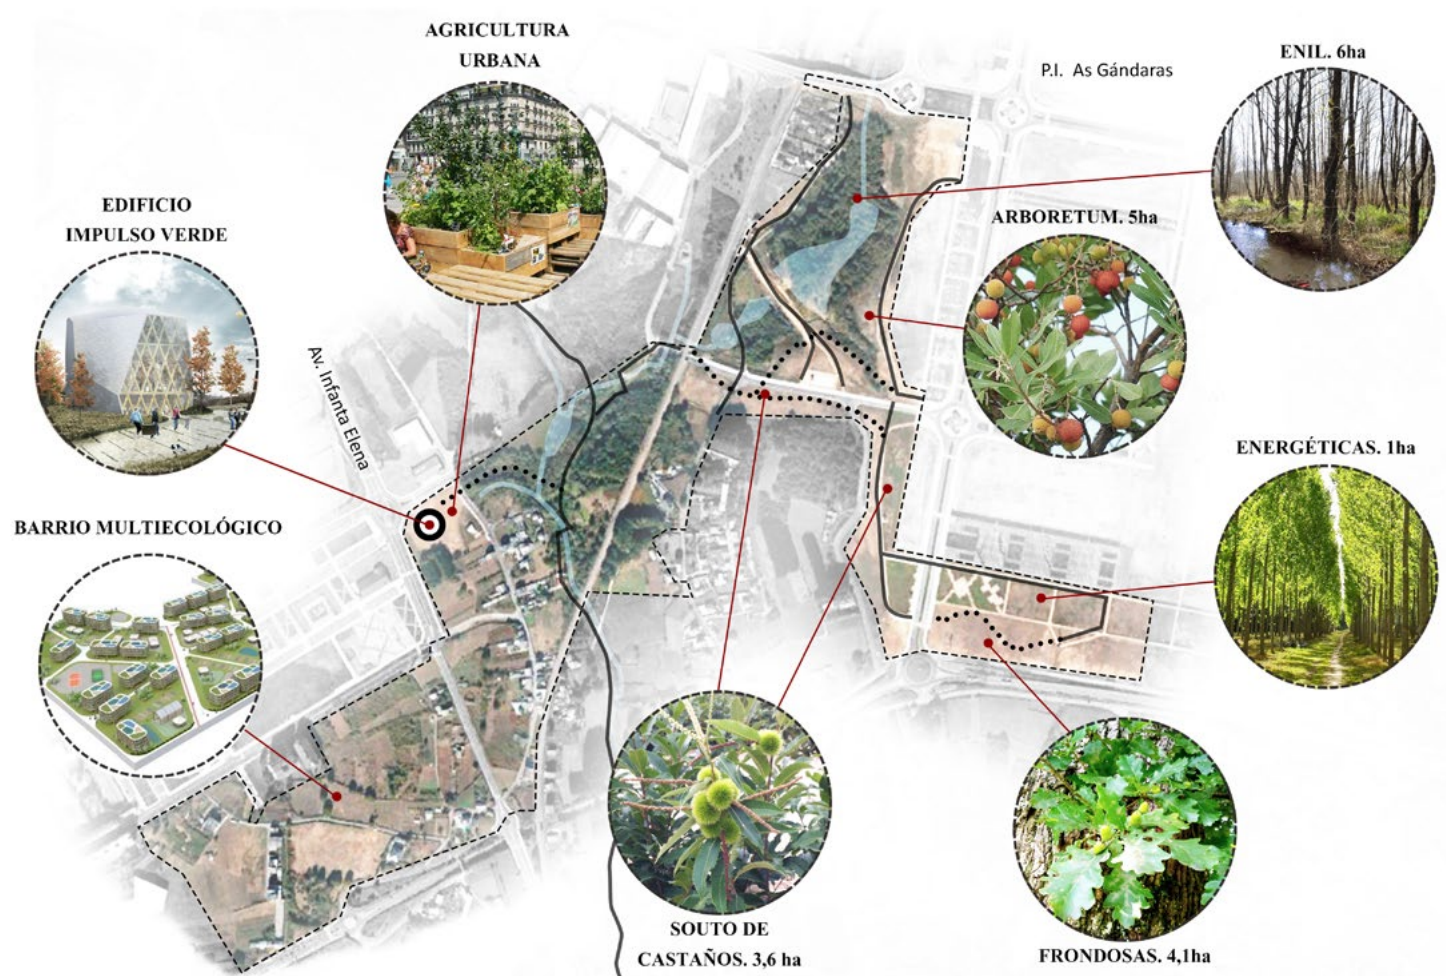 AGRICULTURA
URBANA
P.I. As Gándaras
ENIL. 6ha
EDIFICIO
IMPULSO VERDE
ARBORETUM. 5ha
Av. Infanta Elena
ENERGÉTICAS. 1ha
BARRIO MULTIECOLÓGICO
SOUTO DE
CASTAÑOS. 3,6 ha
FRONDOSAS. 4,1ha